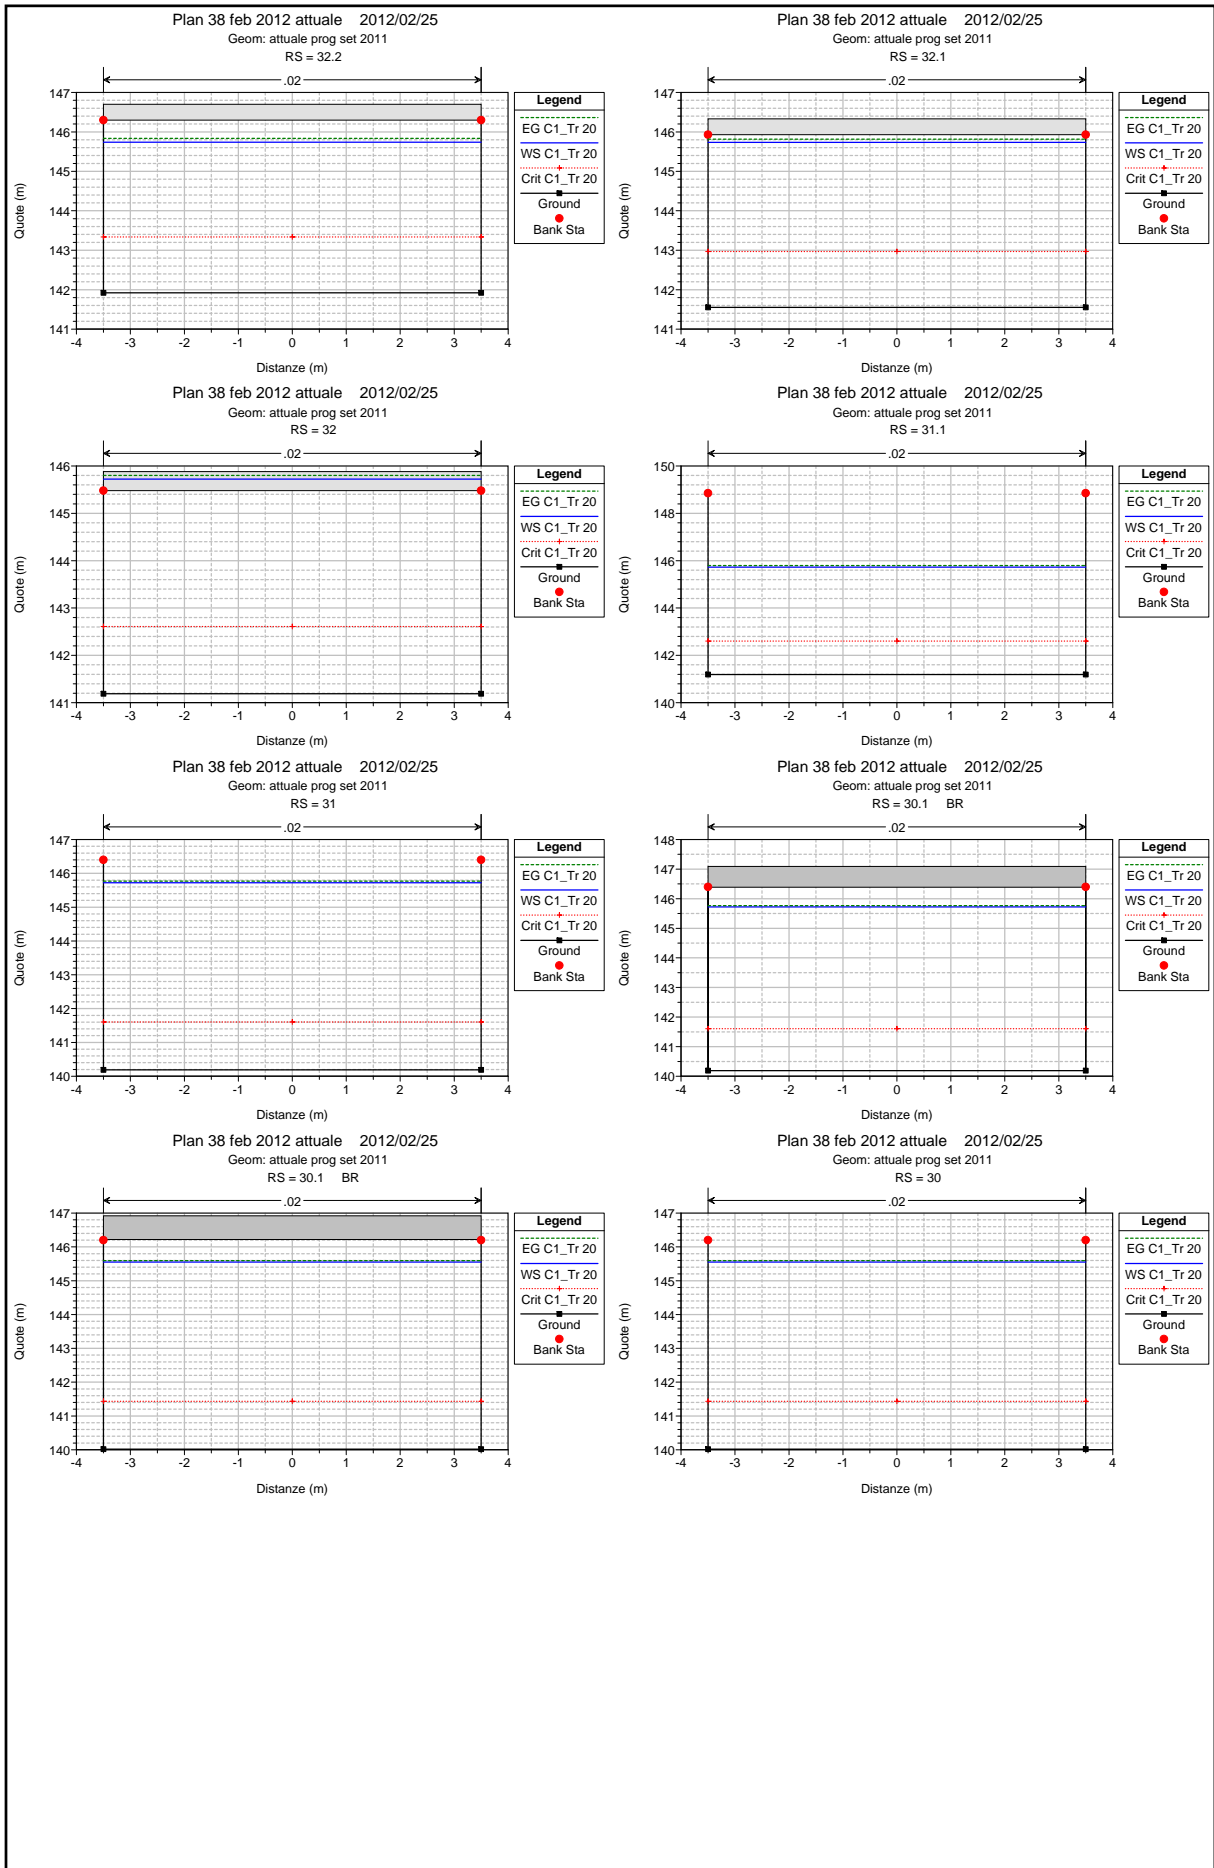 Plan 38 feb 2012 attuale 2012/02/25
Geom: attuale prog set 2011
RS = 32.2
.02
147
146
145
144
143
142
141
Quote (m)
-4 -3 -2 -1 0 1 2 3 4
Distanze (m)
Legend
EG C1_Tr 20
WS C1_Tr 20
Crit C1_Tr 20
Ground
Bank Sta
Plan 38 feb 2012 attuale 2012/02/25
Geom: attuale prog set 2011
RS = 32.1
.02
147
146
145
144
143
142
141
Quote (m)
-4 -3 -2 -1 0 1 2 3 4
Distanze (m)
Legend
EG C1_Tr 20
WS C1_Tr 20
Crit C1_Tr 20
Ground
Bank Sta
Plan 38 feb 2012 attuale 2012/02/25
Geom: attuale prog set 2011
RS = 32
.02
146
145
144
143
142
141
Quote (m)
-4 -3 -2 -1 0 1 2 3 4
Distanze (m)
Legend
EG C1_Tr 20
WS C1_Tr 20
Crit C1_Tr 20
Ground
Bank Sta
Plan 38 feb 2012 attuale 2012/02/25
Geom: attuale prog set 2011
RS = 31.1
.02
150
148
146
144
142
140
Quote (m)
-4 -3 -2 -1 0 1 2 3 4
Distanze (m)
Legend
EG C1_Tr 20
WS C1_Tr 20
Crit C1_Tr 20
Ground
Bank Sta
Plan 38 feb 2012 attuale 2012/02/25
Geom: attuale prog set 2011
RS = 31
.02
147
146
145
144
143
142
141
140
Quote (m)
-4 -3 -2 -1 0 1 2 3 4
Distanze (m)
Legend
EG C1_Tr 20
WS C1_Tr 20
Crit C1_Tr 20
Ground
Bank Sta
Plan 38 feb 2012 attuale 2012/02/25
Geom: attuale prog set 2011
RS = 30.1 BR
.02
148
147
146
145
144
143
142
141
140
Quote (m)
-4 -3 -2 -1 0 1 2 3 4
Distanze (m)
Legend
EG C1_Tr 20
WS C1_Tr 20
Crit C1_Tr 20
Ground
Bank Sta
Plan 38 feb 2012 attuale 2012/02/25
Geom: attuale prog set 2011
RS = 30.1 BR
.02
147
146
145
144
143
142
141
140
Quote (m)
-4 -3 -2 -1 0 1 2 3 4
Distanze (m)
Legend
EG C1_Tr 20
WS C1_Tr 20
Crit C1_Tr 20
Ground
Bank Sta
Plan 38 feb 2012 attuale 2012/02/25
Geom: attuale prog set 2011
RS = 30
.02
147
146
145
144
143
142
141
140
Quote (m)
-4 -3 -2 -1 0 1 2 3 4
Distanze (m)
Legend
EG C1_Tr 20
WS C1_Tr 20
Crit C1_Tr 20
Ground
Bank Sta